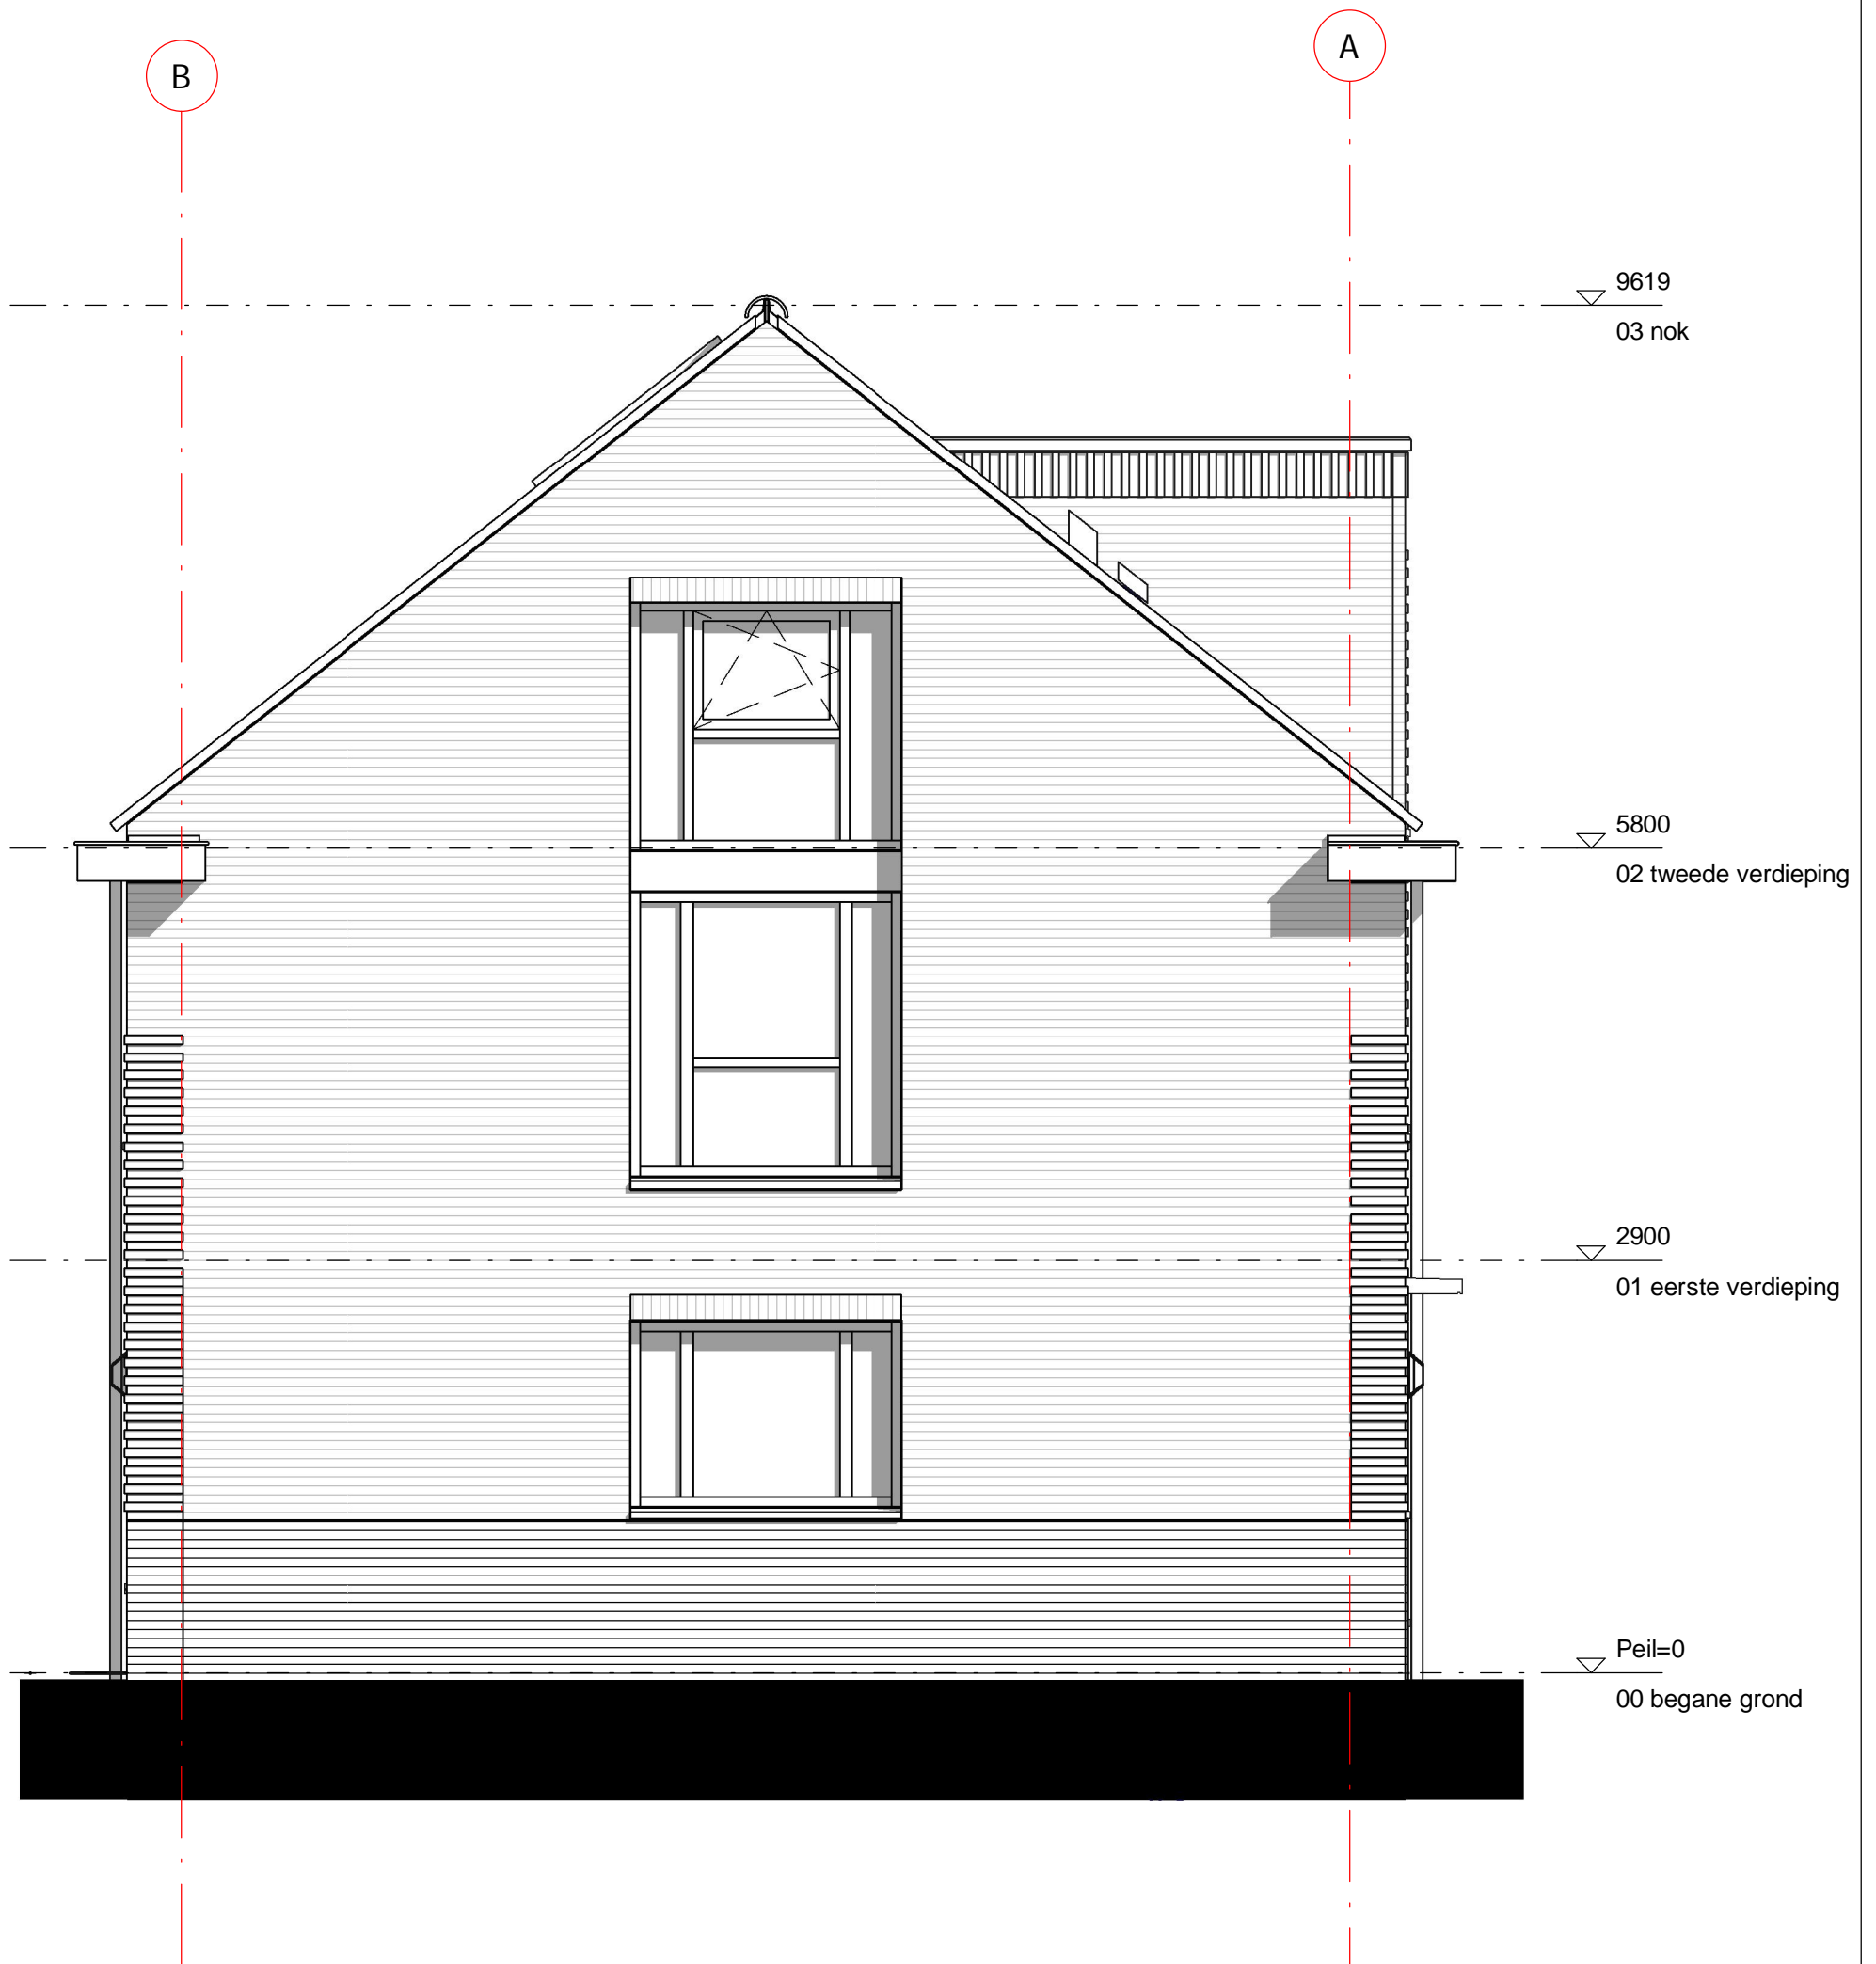 B
A
9619
03 nok
5800
02 tweede verdieping
2900
01 eerste verdieping
Peil=0
00 begane grond